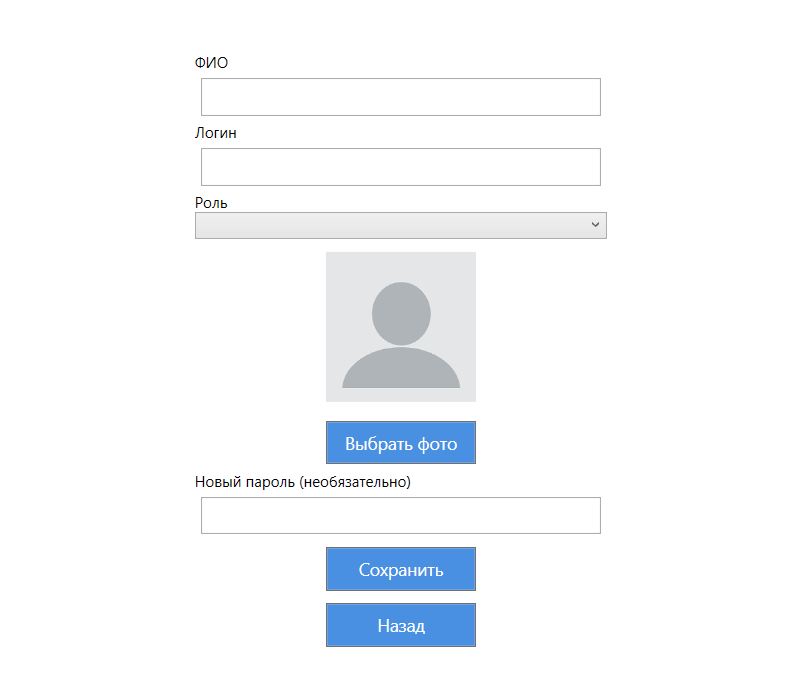 ФИО
Логин
Роль
Выбрать фото
Новый пароль (необязательно)
Сохранить
Назад